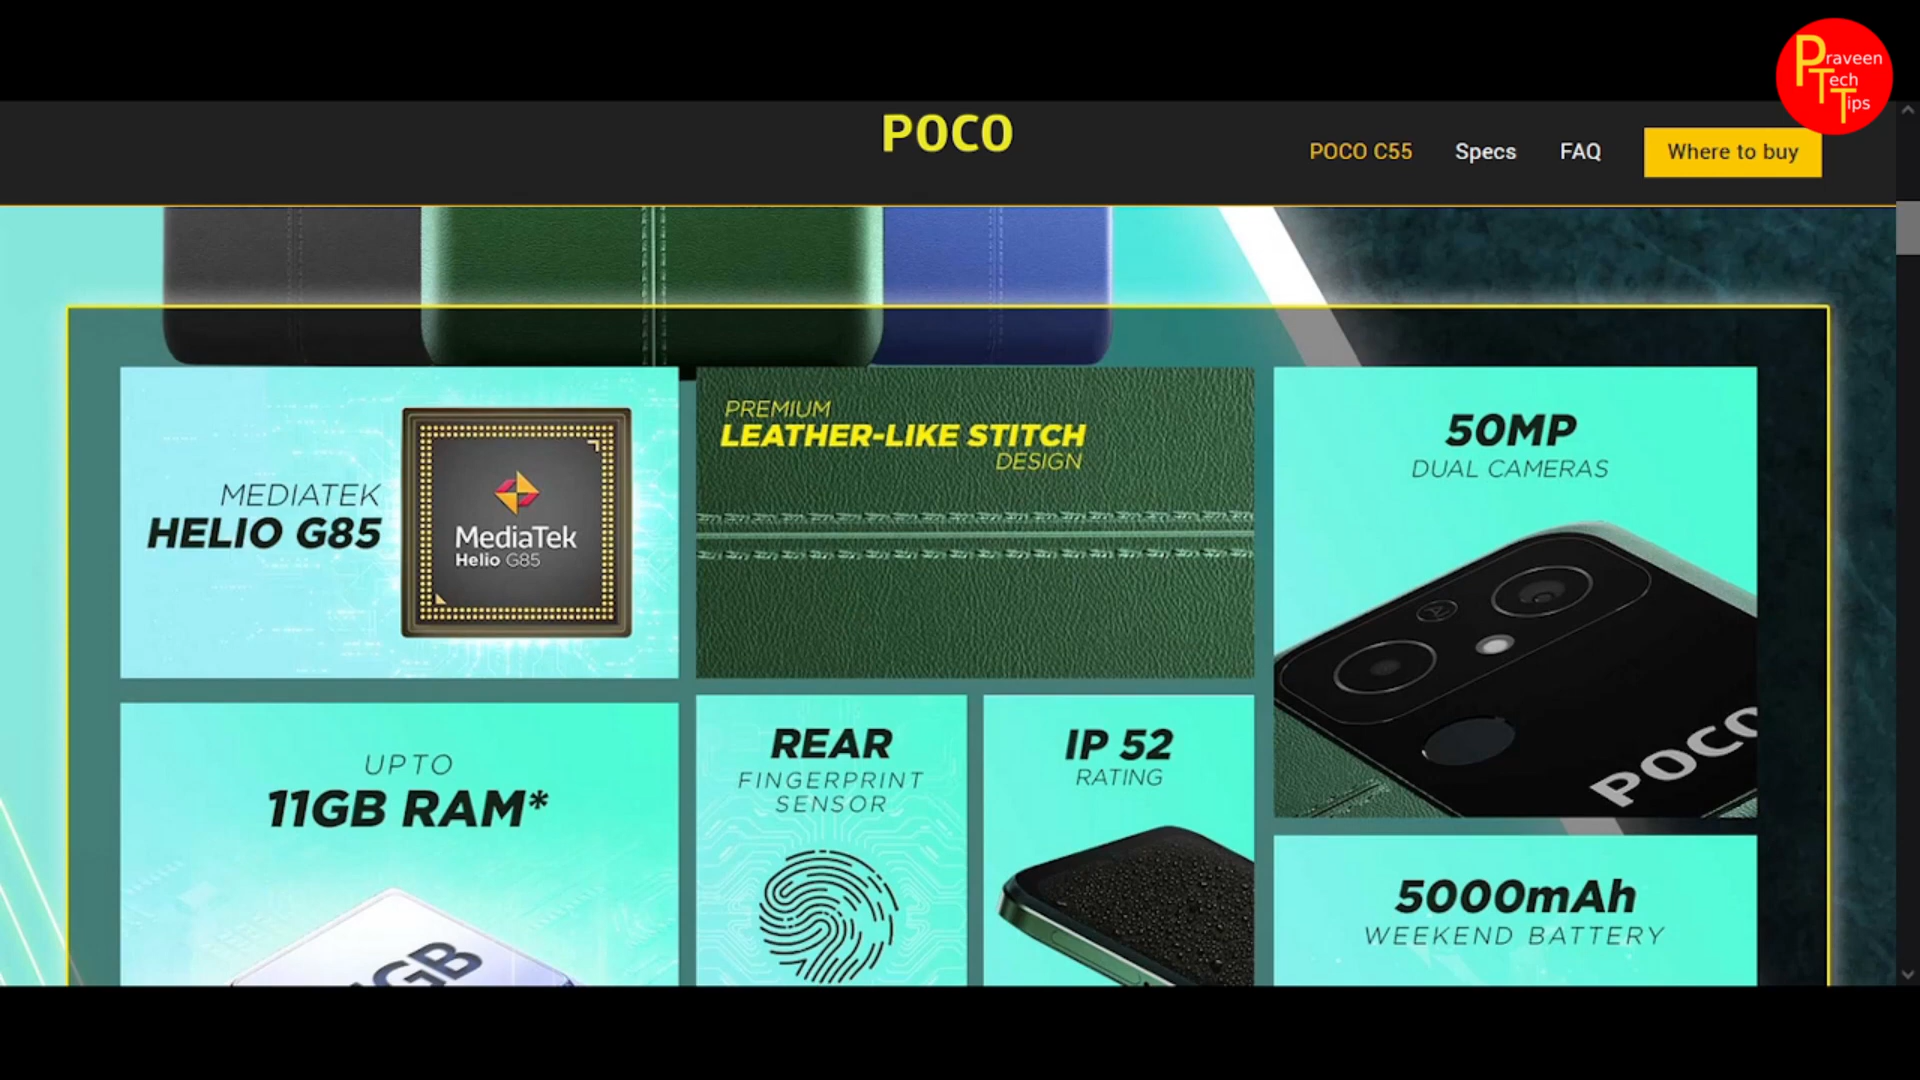 Praveen
Tech
Tips
POCO
POCO C55
Specs
FAQ
Where to buy
MEDIATEK
HELIO G85
MediaTek
Helio G85
PREMIUM
LEATHER-LIKE STITCH
DESIGN
50MP
DUAL CAMERAS
AI
POCO
UPTO
11GB RAM*
GB
REAR
FINGERPRINT
SENSOR
IP 52
RATING
5000mAh
WEEKEND BATTERY